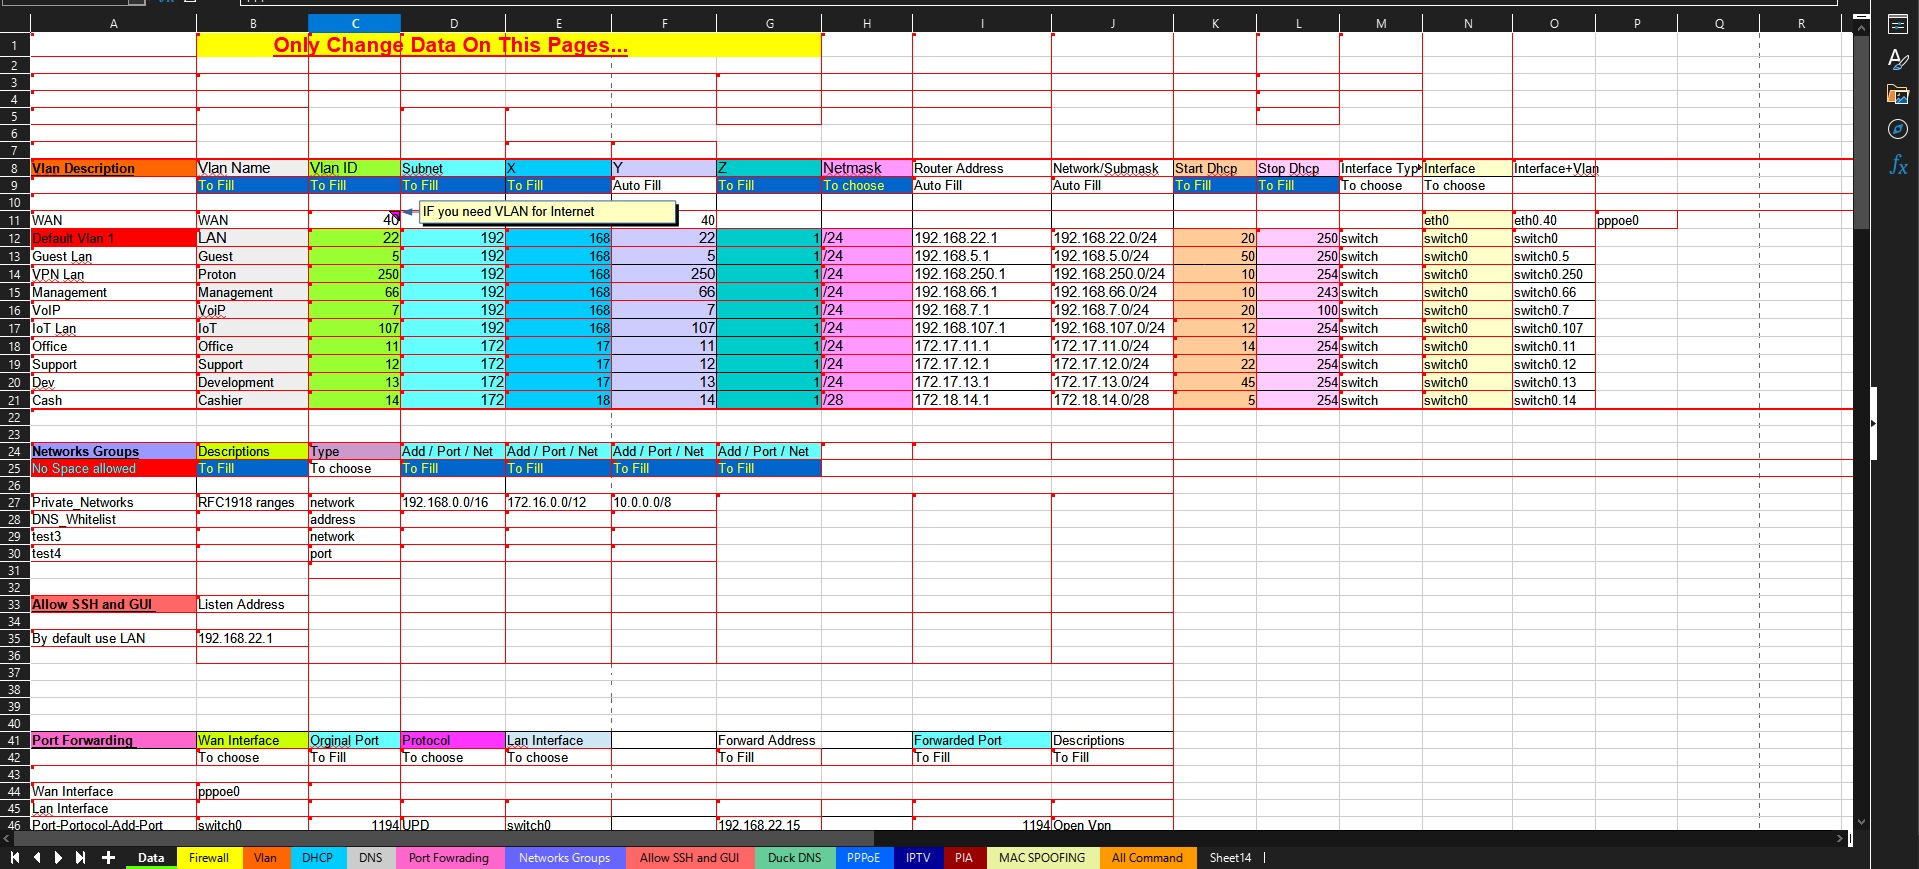 A B C D E F G H I J K L M N O P Q R
1 Only Change Data On This Pages...
2
3
4
5
6
7
8 Vlan Description Vlan Name Vlan ID Subnet X Y Z Netmask Router Address Network/Submask Start Dhcp Stop Dhcp Interface Typ Interface Interface+Vlan
9 To Fill To Fill To Fill To Fill Auto Fill To Fill To choose Auto Fill Auto Fill To Fill To Fill To choose To choose
10
IF you need VLAN for Internet
11 WAN WAN 40 40 eth0 eth0.40 pppoe0
12 Default Vlan 1 LAN 22 192 168 22 1 /24 192.168.22.1 192.168.22.0/24 20 250 switch switch0 switch0
13 Guest Lan Guest 5 192 168 5 1 /24 192.168.5.1 192.168.5.0/24 50 250 switch switch0 switch0.5
14 VPN Lan Proton 250 192 168 250 1 /24 192.168.250.1 192.168.250.0/24 10 254 switch switch0 switch0.250
15 Management Management 66 192 168 66 1 /24 192.168.66.1 192.168.66.0/24 10 243 switch switch0 switch0.66
16 VoIP VoiP 7 192 168 7 1 /24 192.168.7.1 192.168.7.0/24 20 100 switch switch0 switch0.7
17 IoT Lan IoT 107 192 168 107 1 /24 192.168.107.1 192.168.107.0/24 12 254 switch switch0 switch0.107
18 Office Office 11 172 17 11 1 /24 172.17.11.1 172.17.11.0/24 14 254 switch switch0 switch0.11
19 Support Support 12 172 17 12 1 /24 172.17.12.1 172.17.12.0/24 22 254 switch switch0 switch0.12
20 Dev Development 13 172 17 13 1 /24 172.17.13.1 172.17.13.0/24 45 254 switch switch0 switch0.13
21 Cash Cashier 14 172 18 14 1 /28 172.18.14.1 172.18.14.0/28 5 254 switch switch0 switch0.14
22
23
24 Networks Groups Descriptions Type Add / Port / Net Add / Port / Net Add / Port / Net Add / Port / Net
25 No Space allowed To Fill To choose To Fill To Fill To Fill To Fill
26
27 Private_Networks RFC1918 ranges network 192.168.0.0/16 172.16.0.0/12 10.0.0.0/8
28 DNS_Whitelist address
29 test3 network
30 test4 port
31
32
33 Allow SSH and GUI Listen Address
34
35 By default use LAN 192.168.22.1
36
37
38
39
40
41 Port Forwarding Wan Interface Orginal Port Protocol Lan Interface Forward Address Forwarded Port Descriptions
42 To choose To Fill To choose To choose To Fill To Fill To Fill
43
44 Wan Interface pppoe0
45 Lan Interface
46 Port-Portocol-Add-Port switch0 1194 UPD switch0 192.168.22.15 1194 Open Vpn
Data Firewall Vlan DHCP DNS Port Fowrading Networks Groups Allow SSH and GUI Duck DNS PPPoE IPTV PIA MAC SPOOFING All Command Sheet14